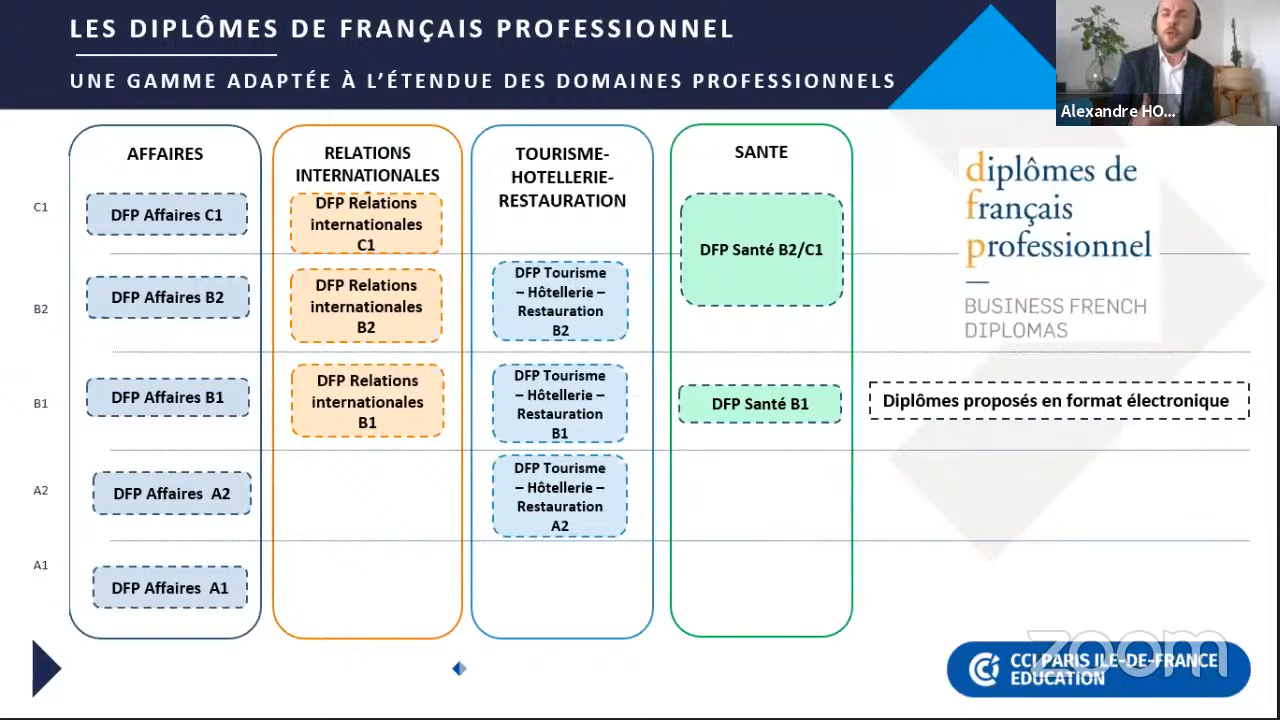 LES DIPLÔMES DE FRANÇAIS PROFESSIONNEL
UNE GAMME ADAPTÉE À L'ÉTENDUE DES DOMAINES PROFESSIONNELS
Alexandre HO...
AFFAIRES
RELATIONS
INTERNATIONALES
TOURISME-
HOTELLERIE-
RESTAURATION
SANTE
diplômes de
français
professionnel
BUSINESS FRENCH
DIPLOMAS
C1
DFP Affaires C1
DFP Relations
internationales
C1
DFP Santé B2/C1
B2
DFP Affaires B2
DFP Relations
internationales
B2
DFP Tourisme
– Hôtellerie –
Restauration
B2
B1
DFP Affaires B1
DFP Relations
internationales
B1
DFP Tourisme
– Hôtellerie –
Restauration
B1
DFP Santé B1
Diplômes proposés en format électronique
A2
DFP Affaires A2
DFP Tourisme
– Hôtellerie –
Restauration
A2
A1
DFP Affaires A1
zoom
CCI PARIS ILE-DE-FRANCE
EDUCATION